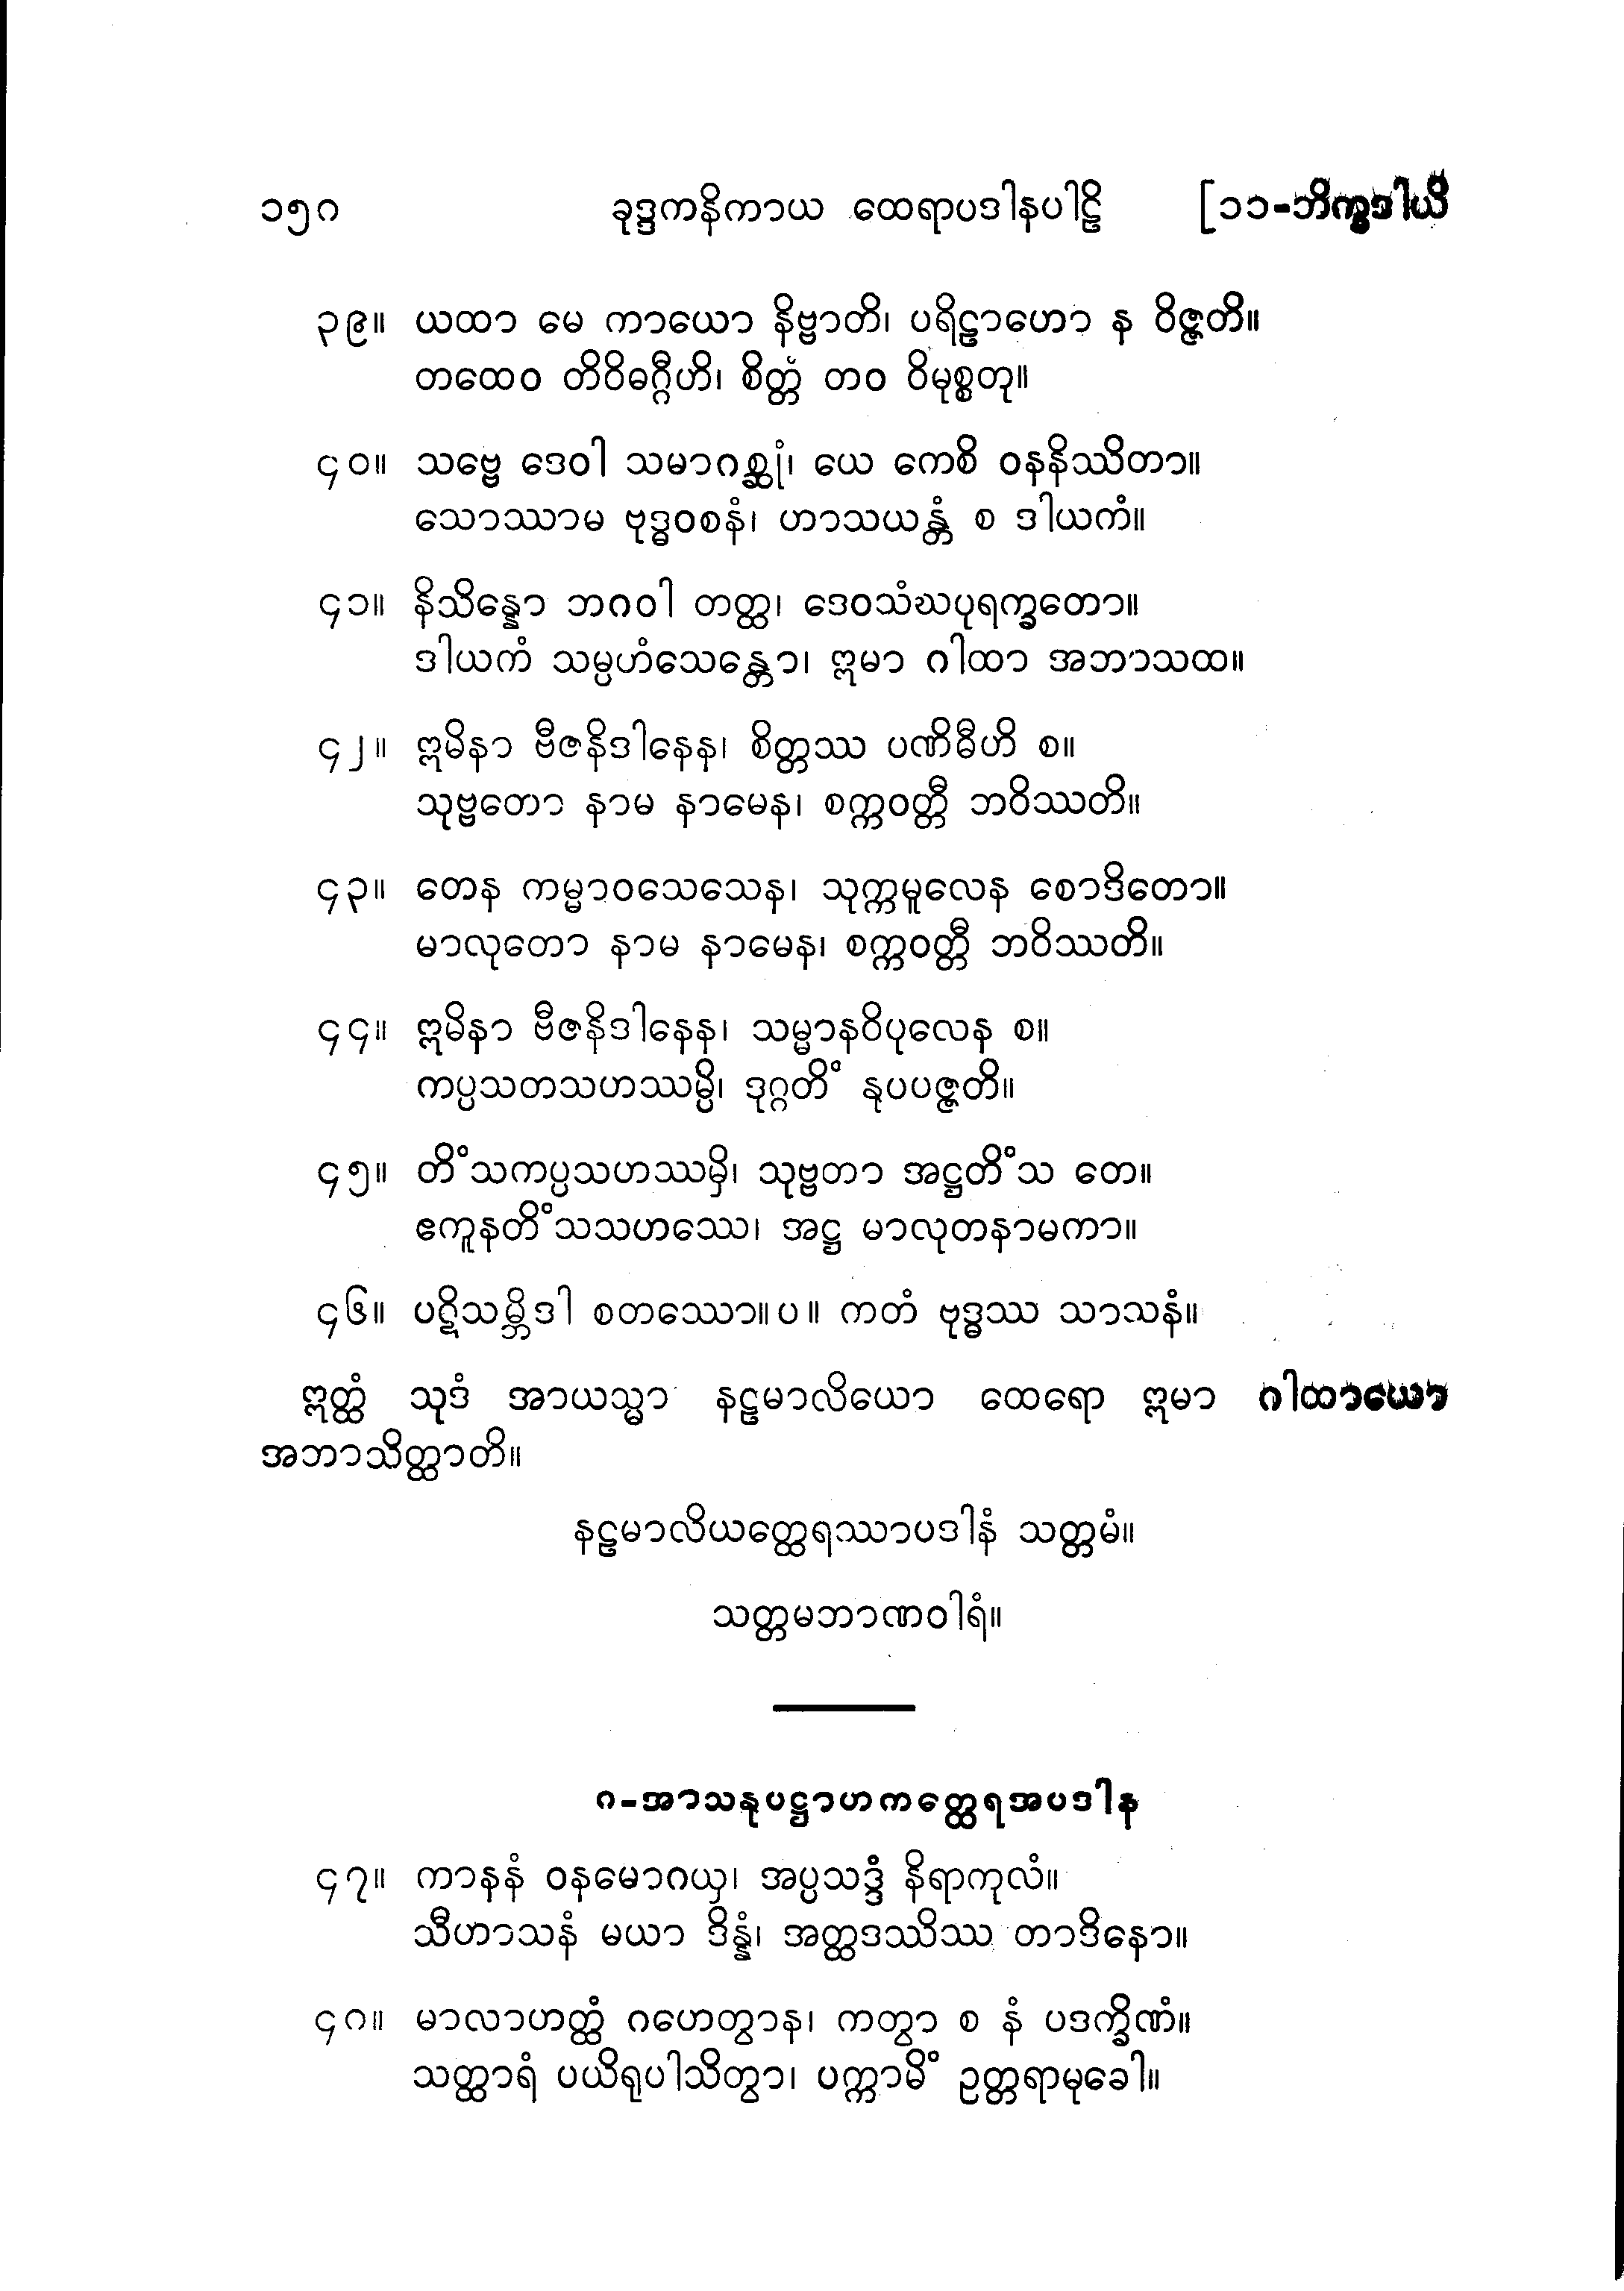 ၁၅၈ ခုဒ္ဒကနိကာယ ထေရာပဒါနပါဠိ [၁၁-ဘိက္ခဒါယိ
၃၉။ ယထာ မေ ကာယော နိဗ္ဗာတိ၊ ပရိဠာဟော န ဝိဇ္ဇတိ။
တထေဝ တိဝိဓဂ္ဂီဟိ၊ စိတ္တံ တဝ ဝိမုစ္စတု။
၄၀။ သဗ္ဗေ ဒေဝါ သမာဂစ္ဆုံ၊ ယေ ကေစိ ဝနနိဿိတာ။
သောဿာမ ဗုဒ္ဓဝစနံ၊ ဟာသယန္တံ စ ဒါယကံ။
၄၁။ နိသိန္နော ဘဂဝါ တတ္ထ၊ ဒေဝသံဃပုရက္ခတော။
ဒါယကံ သမ္ပဟံသေန္တော၊ ဣမာ ဂါထာ အဘာသထ။
၄၂။ ဣမိနာ ဗီဇနိဒါနေန၊ စိတ္တဿ ပဏိဓီဟိ စ။
သုဗ္ဗတော နာမ နာမေန၊ စက္ကဝတ္တီ ဘဝိဿတိ။
၄၃။ တေန ကမ္မာဝသေသေန၊ သုက္ကမူလေန စောဒိတော။
မာလုတော နာမ နာမေန၊ စက္ကဝတ္တီ ဘဝိဿတိ။
၄၄။ ဣမိနာ ဗီဇနိဒါနေန၊ သမ္မာနဝိပုလေန စ။
ကပ္ပသတသဟဿမ္ပိ၊ ဒုဂ္ဂတိံ နုပပဇ္ဇတိ။
၄၅။ တိံသကပ္ပသဟဿမှိ၊ သုဗ္ဗတာ အဋ္ဌတိံသ တေ။
ဧကူနတိံသသဟဿေ၊ အဋ္ဌ မာလုတနာမကာ။
၄၆။ ပဋိသမ္ဘိဒါ စတဿော။ပ။ ကတံ ဗုဒ္ဓဿ သာသနံ။
ဣတ္ထံ သုဒံ အာယသ္မာ နဠမာလိယော ထေရော ဣမာ ဂါထာယော
အဘာသိတ္ထာတိ။
နဠမာလိယတ္ထေရဿာပဒါနံ သတ္တမံ။
သတ္တမဘာဏဝါရံ။
၈-အာသနုပဋ္ဌာဟကတ္ထေရအပဒါန
၄၇။ ကာနနံ ဝနမောဂယှ၊ အပ္ပသဒ္ဒံ နိရာကုလံ။
သီဟာသနံ မယာ ဒိန္နံ၊ အတ္ထဒဿိဿ တာဒိနော။
၄၈။ မာလာဟတ္ထံ ဂဟေတွာန၊ ကတွာ စ နံ ပဒက္ခိဏံ။
သတ္ထာရံ ပယိရုပါသိတွာ၊ ပက္ကာမိံ ဥတ္တရာမုခေါ။